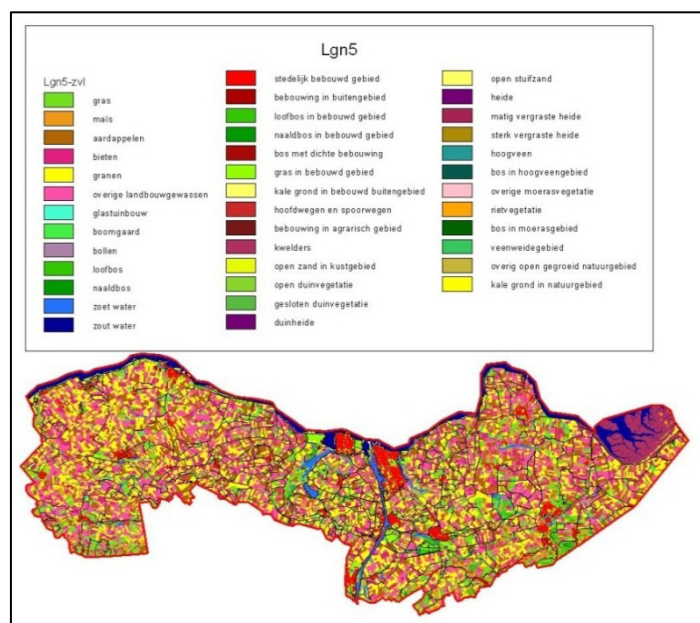 Lgn5
Lgn5-zvl
gras
maïs
aardappelen
bieten
granen
overige landbouwgewassen
glastuinbouw
boomgaard
bollen
loofbos
naaldbos
zoet water
zout water
stedelijk bebouwd gebied
bebouwing in buitengebied
loofbos in bebouwd gebied
naaldbos in bebouwd gebied
bos met dichte bebouwing
gras in bebouwd gebied
kale grond in bebouwd buitengebied
hoofdwegen en spoorwegen
bebouwing in agrarisch gebied
kwelders
open zand in kustgebied
open duinvegetatie
gesloten duinvegetatie
duinheide
open stuifzand
heide
matig vergraste heide
sterk vergraste heide
hoogveen
bos in hoogveengebied
overige moerasvegetatie
rietvegetatie
bos in moerasgebied
veenweidegebied
overig open gegroeid natuurgebied
kale grond in natuurgebied